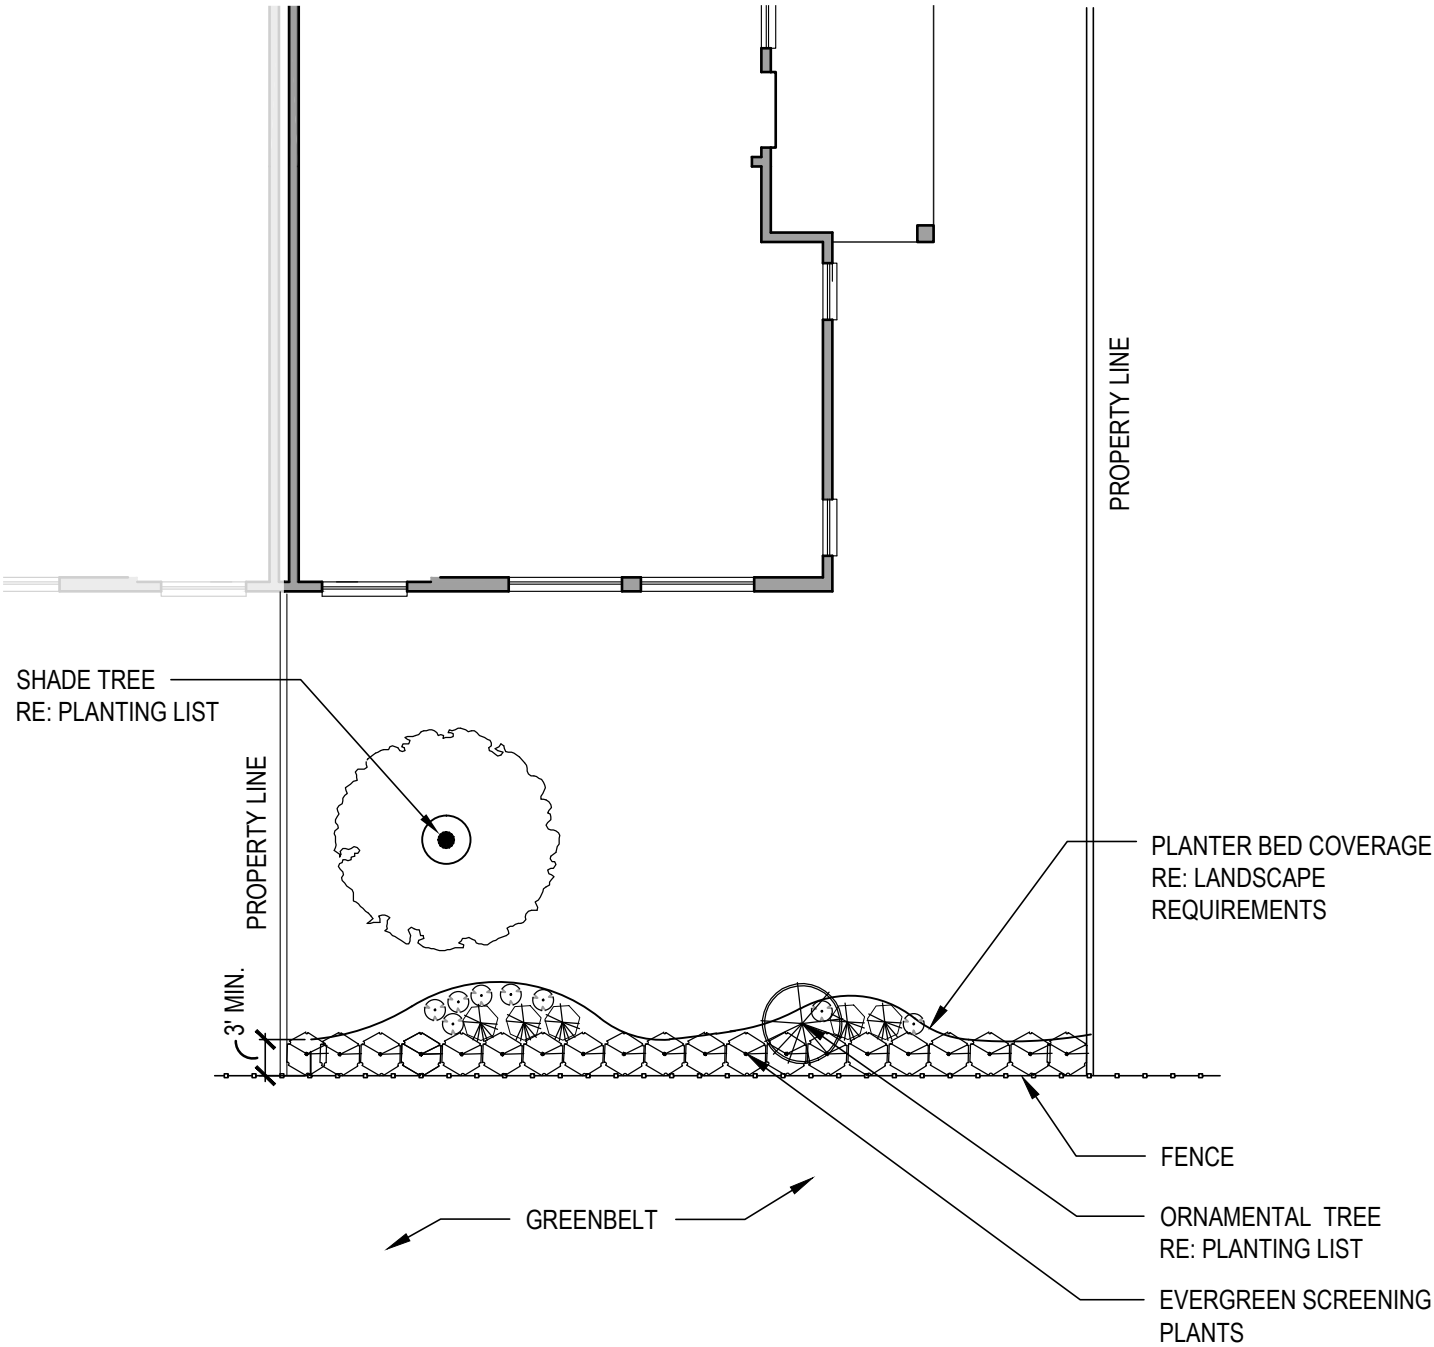 PROPERTY LINE
SHADE TREE
RE: PLANTING LIST
PROPERTY LINE
PLANTER BED COVERAGE
RE: LANDSCAPE
REQUIREMENTS
3' MIN.
FENCE
GREENBELT
ORNAMENTAL TREE
RE: PLANTING LIST
EVERGREEN SCREENING
PLANTS